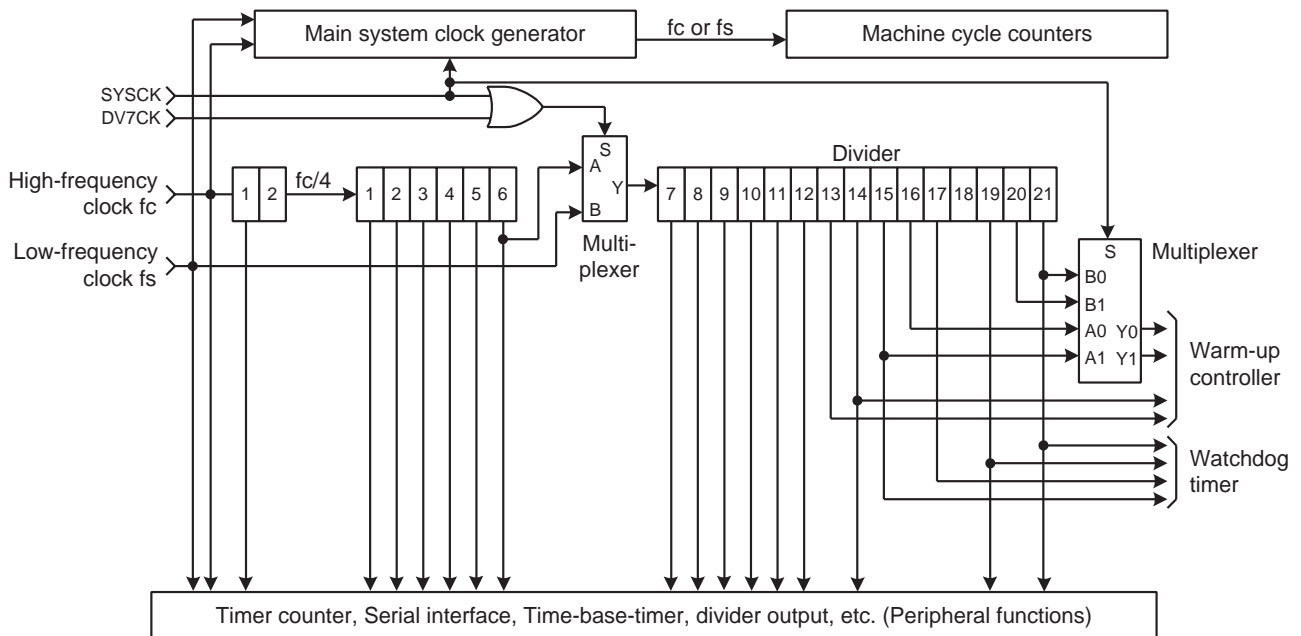 Main system clock generator
fc or fs
Machine cycle counters
SYSCK
DV7CK
High-frequency
clock fc
1 2
fc/4
1 2 3 4 5 6
S
A
Y
B
Multi-
plexer
Divider
7 8 9 10 11 12 13 14 15 16 17 18 19 20 21
Low-frequency
clock fs
S
Multiplexer
B0
B1
A0 Y0
A1 Y1
Warm-up
controller
Watchdog
timer
Timer counter, Serial interface, Time-base-timer, divider output, etc. (Peripheral functions)